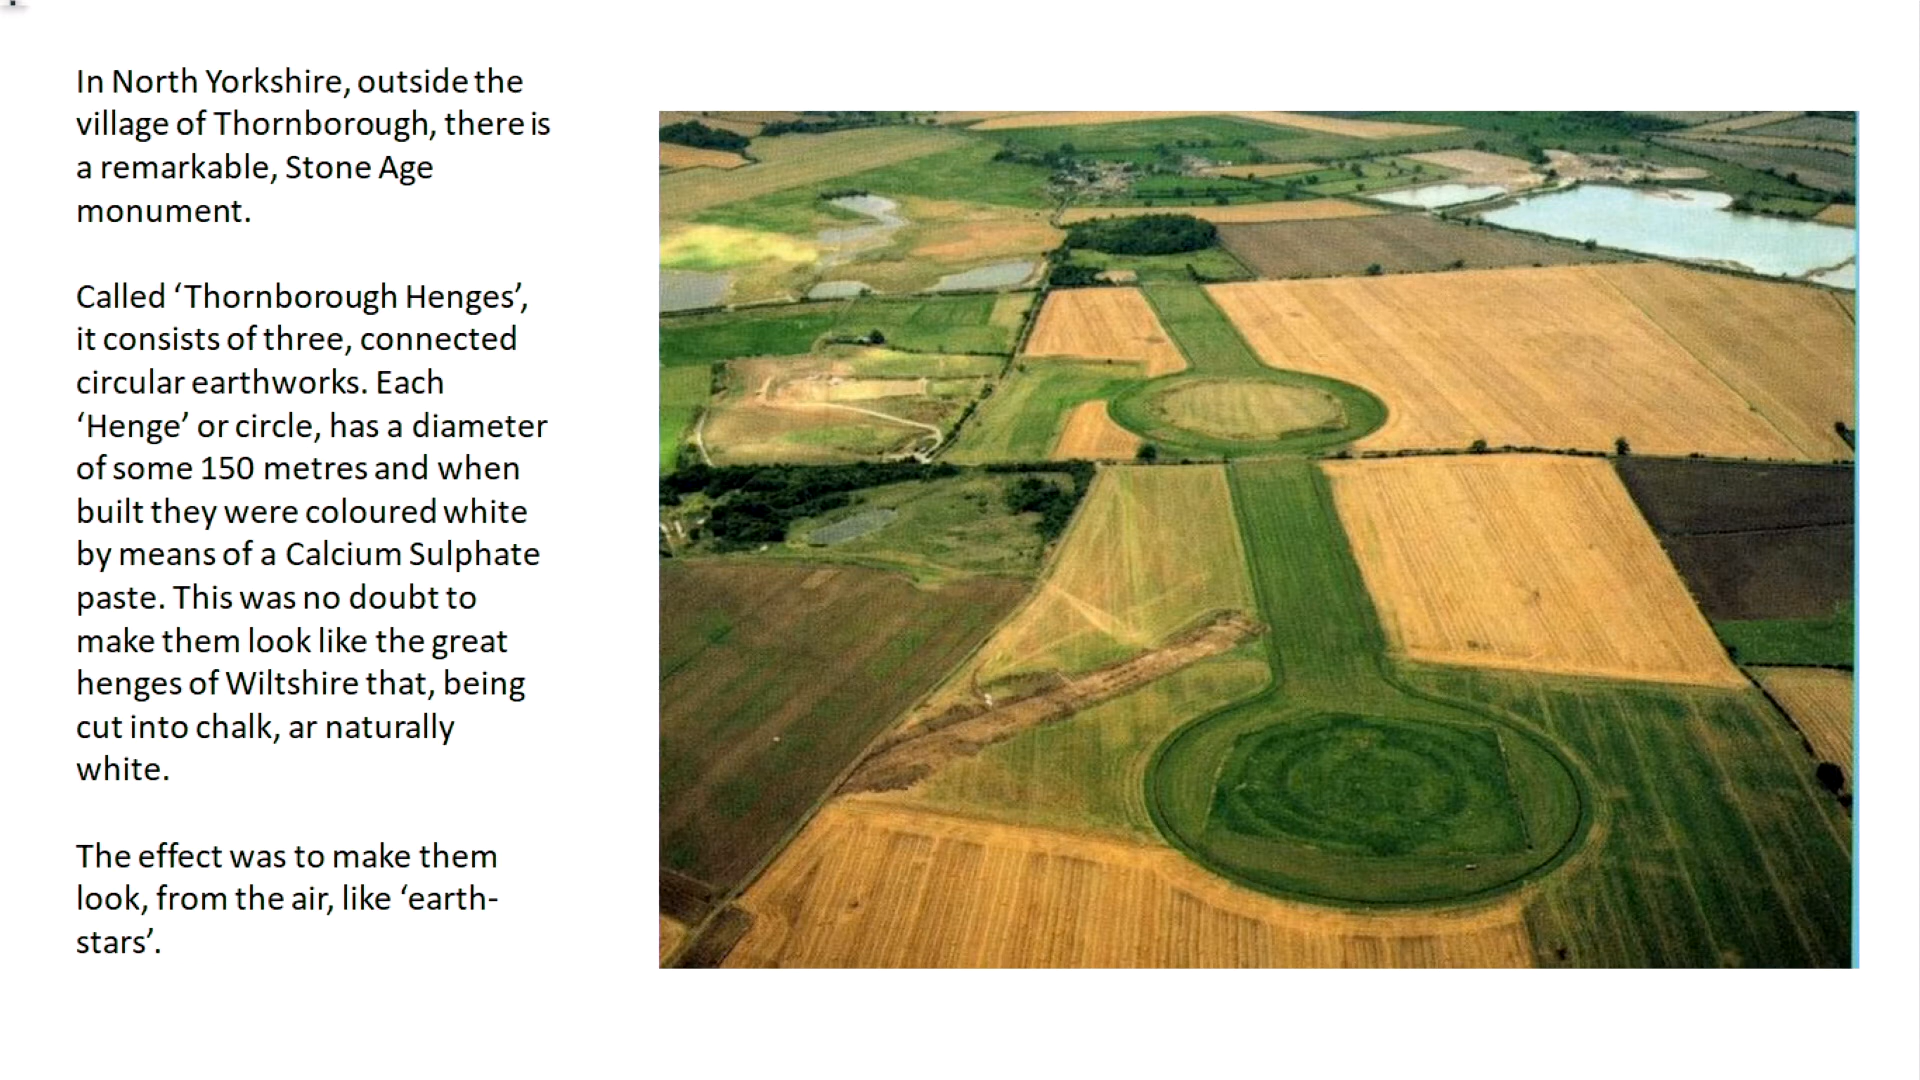 In North Yorkshire, outside the
village of Thornborough, there is
a remarkable, Stone Age
monument.
Called ‘Thornborough Henges’,
it consists of three, connected
circular earthworks. Each
‘Henge’ or circle, has a diameter
of some 150 metres and when
built they were coloured white
by means of a Calcium Sulphate
paste. This was no doubt to
make them look like the great
henges of Wiltshire that, being
cut into chalk, ar naturally
white.
The effect was to make them
look, from the air, like ‘earth-
stars’.